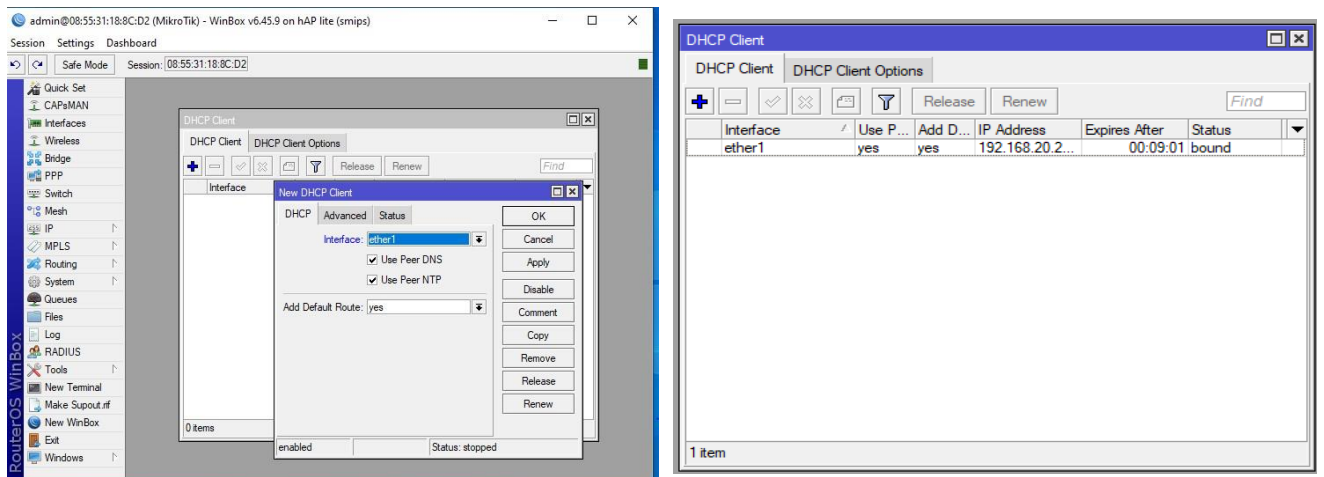 admin@08:55:31:18:8C:D2 (MikroTik) - WinBox v6.45.9 on hAP lite (smips)
Session Settings Dashboard
Safe Mode Session: 08:55:31:18:8C:D2
RouterOS WinBox
Quick Set
CAPsMAN
Interfaces
Wireless
Bridge
PPP
Switch
Mesh
IP
MPLS
Routing
System
Queues
Files
Log
RADIUS
Tools
New Terminal
Make Supout.rif
New WinBox
Exit
Windows
DHCP Client
DHCP Client DHCP Client Options
Release Renew Find
Interface
0 items
New DHCP Client
DHCP Advanced Status
Interface: ether1
Use Peer DNS
Use Peer NTP
Add Default Route: yes
OK
Cancel
Apply
Disable
Comment
Copy
Remove
Release
Renew
enabled Status: stopped
DHCP Client
DHCP Client DHCP Client Options
Release Renew Find
Interface Use P... Add D... IP Address Expires After Status
ether1 yes yes 192.168.20.2... 00:09:01 bound
1 item